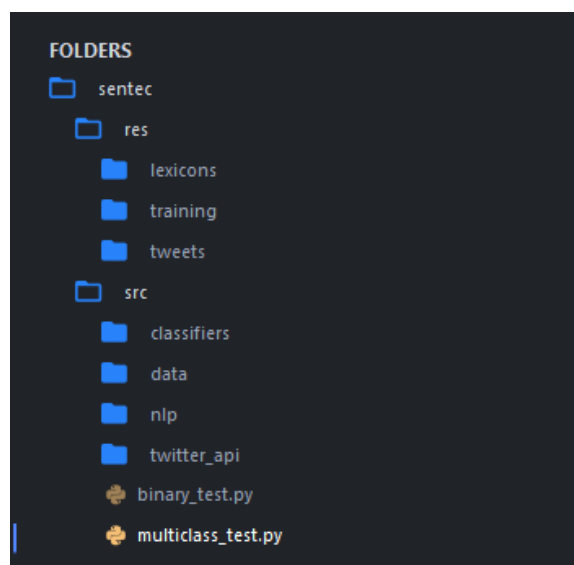 FOLDERS
sentec
res
lexicons
training
tweets
src
classifiers
data
nlp
twitter_api
binary_test.py
multiclass_test.py